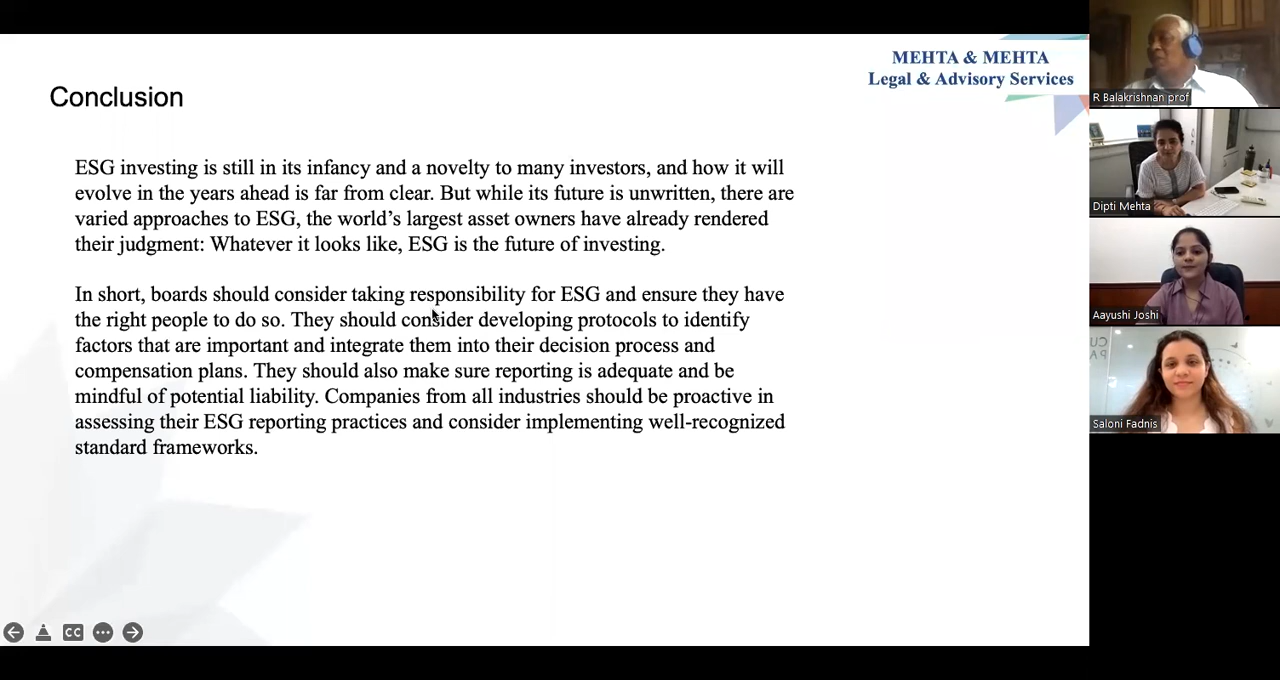 MEHTA & MEHTA
Legal & Advisory Services
Conclusion
ESG investing is still in its infancy and a novelty to many investors, and how it will
evolve in the years ahead is far from clear. But while its future is unwritten, there are
varied approaches to ESG, the world’s largest asset owners have already rendered
their judgment: Whatever it looks like, ESG is the future of investing.
In short, boards should consider taking responsibility for ESG and ensure they have
the right people to do so. They should consider developing protocols to identify
factors that are important and integrate them into their decision process and
compensation plans. They should also make sure reporting is adequate and be
mindful of potential liability. Companies from all industries should be proactive in
assessing their ESG reporting practices and consider implementing well-recognized
standard frameworks.
CC
R Balakrishnan prof
Dipti Mehta
Aayushi Joshi
Saloni Fadnis